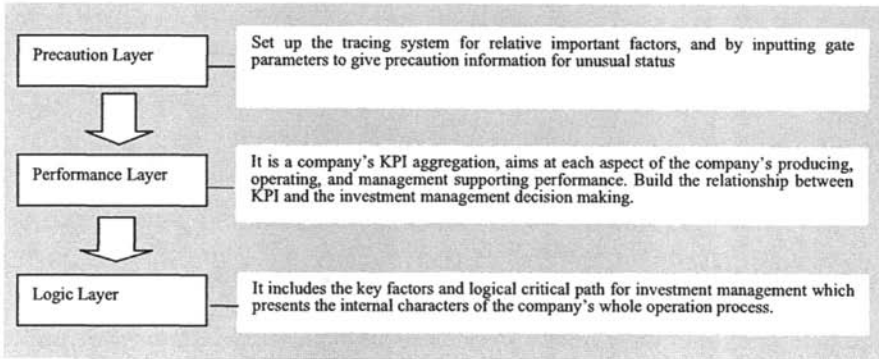 Precaution Layer
Set up the tracing system for relative important factors, and by inputting gate
parameters to give precaution information for unusual status
Performance Layer
It is a company's KPI aggregation, aims at each aspect of the company's producing,
operating, and management supporting performance. Build the relationship between
KPI and the investment management decision making.
Logic Layer
It includes the key factors and logical critical path for investment management which
presents the internal characters of the company's whole operation process.